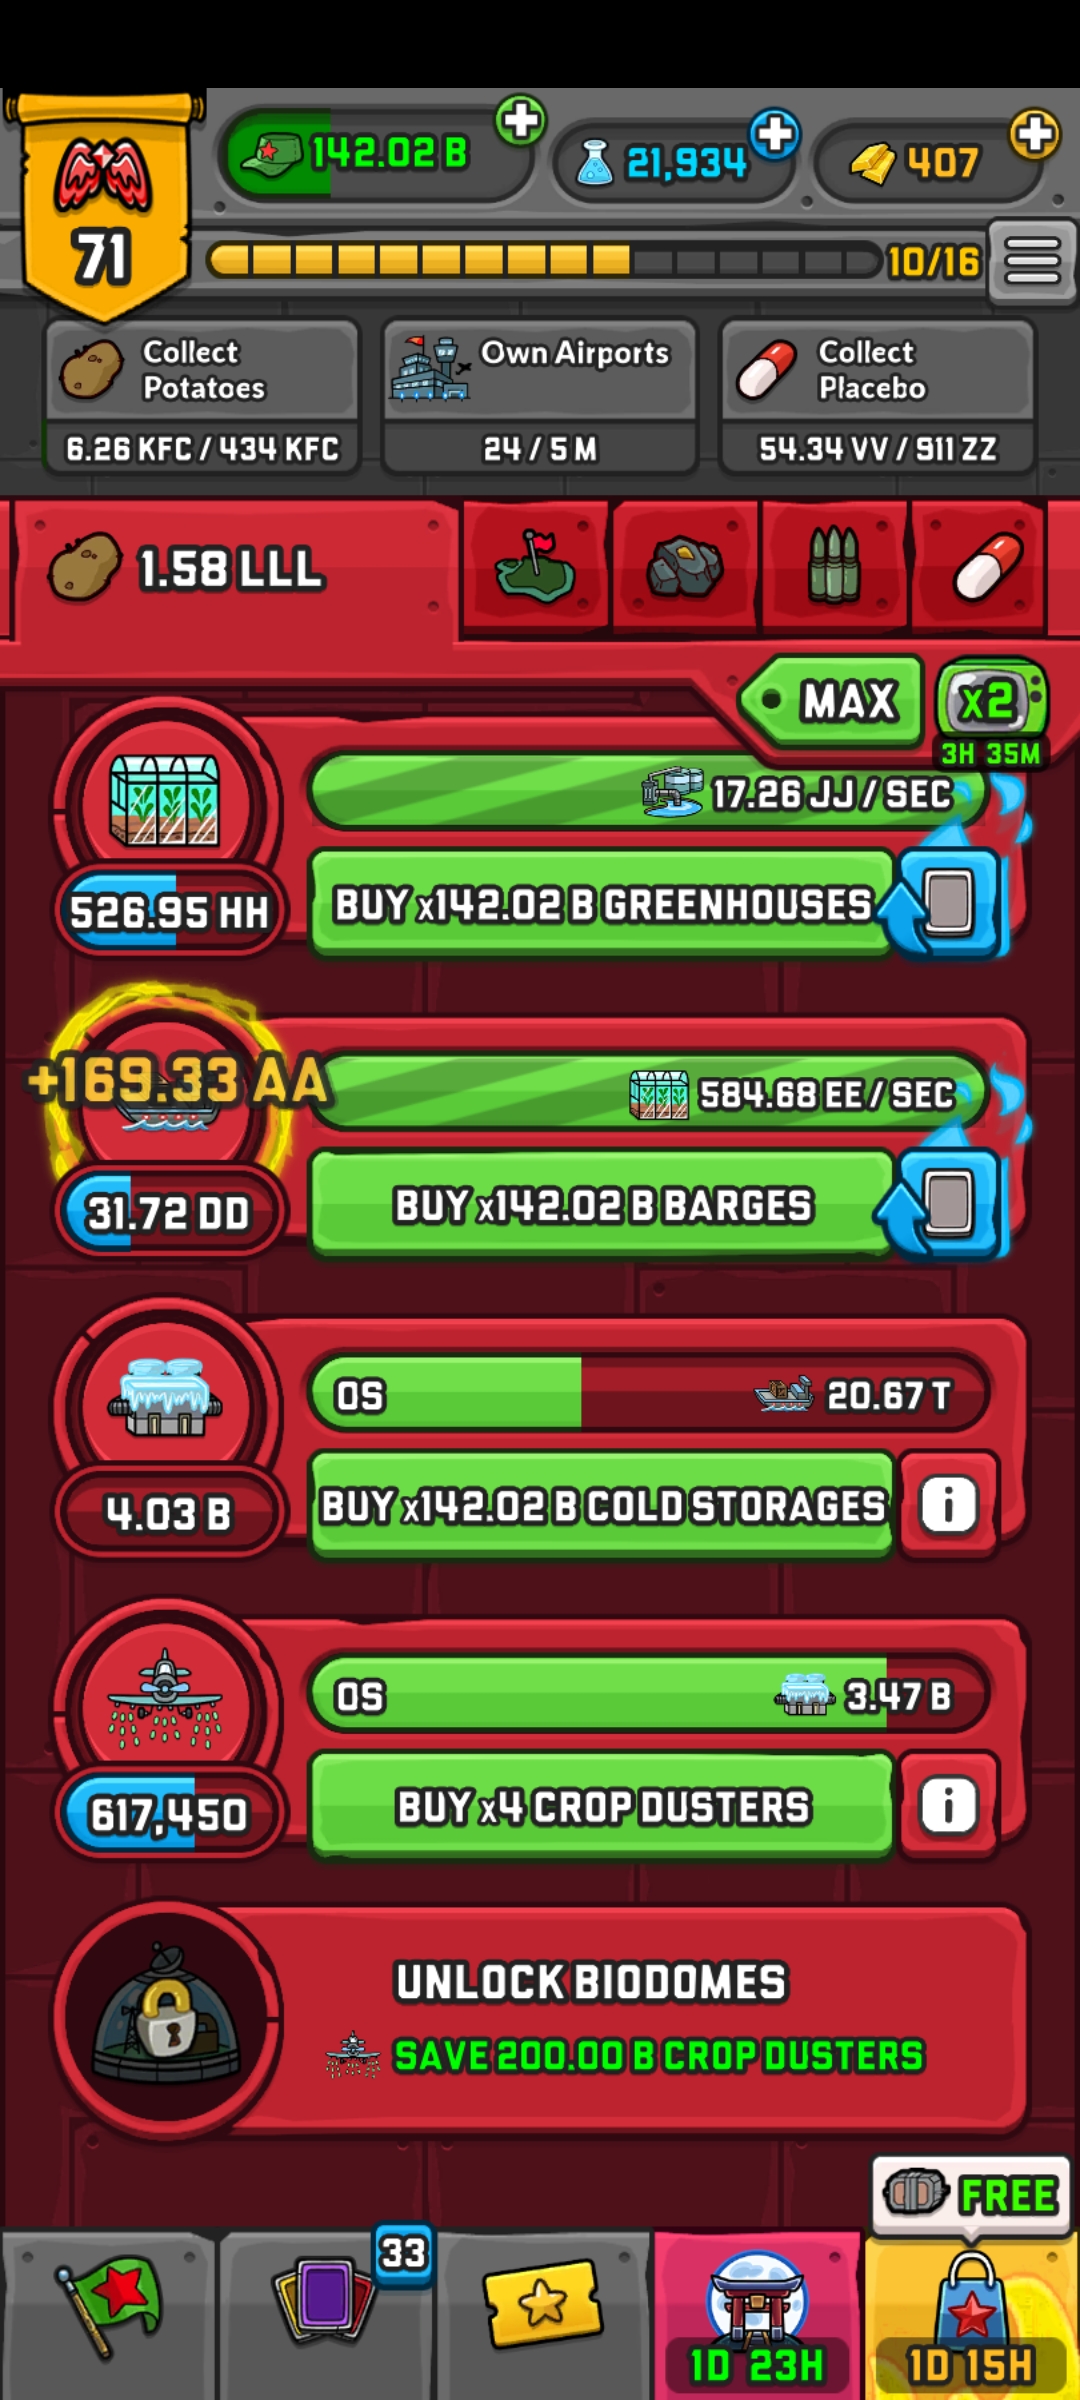 142.02 B
21,934
407
71
10/16
Collect
Potatoes
6.26 KFC / 434 KFC
Own Airports
24 / 5 M
Collect
Placebo
54.34 VV / 911 ZZ
1.58 LLL
MAX
x2
3H 35M
17.26 JJ / SEC
526.95 HH
BUY x142.02 B GREENHOUSES
+169.33 AA
584.68 EE / SEC
31.72 DD
BUY x142.02 B BARGES
0S
20.67 T
4.03 B
BUY x142.02 B COLD STORAGES
i
0S
3.47 B
617,450
BUY x4 CROP DUSTERS
i
UNLOCK BIODOMES
SAVE 200.00 B CROP DUSTERS
FREE
33
1D 23H
1D 15H